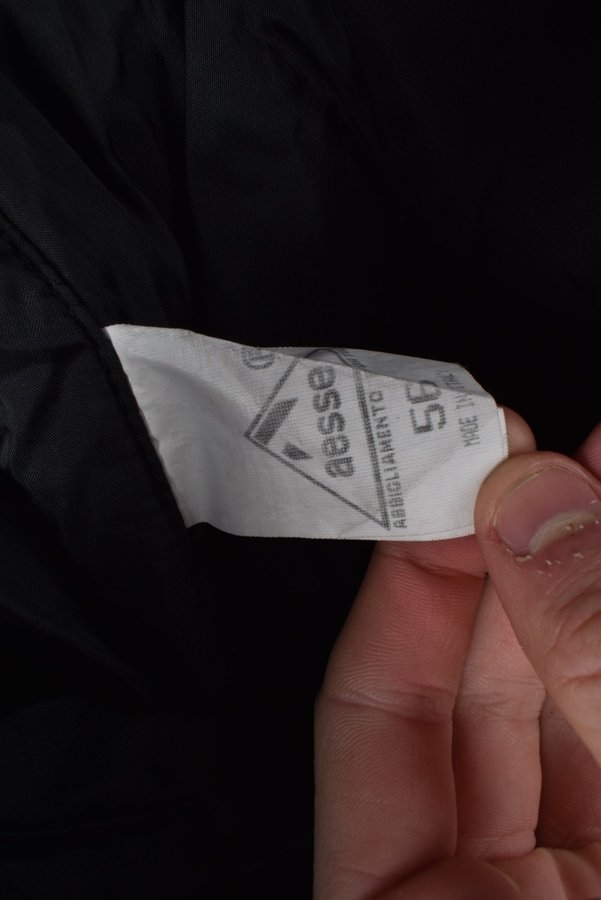 ®
aesse
ABBIGLIAMENTO
56
MADE IN ITALY